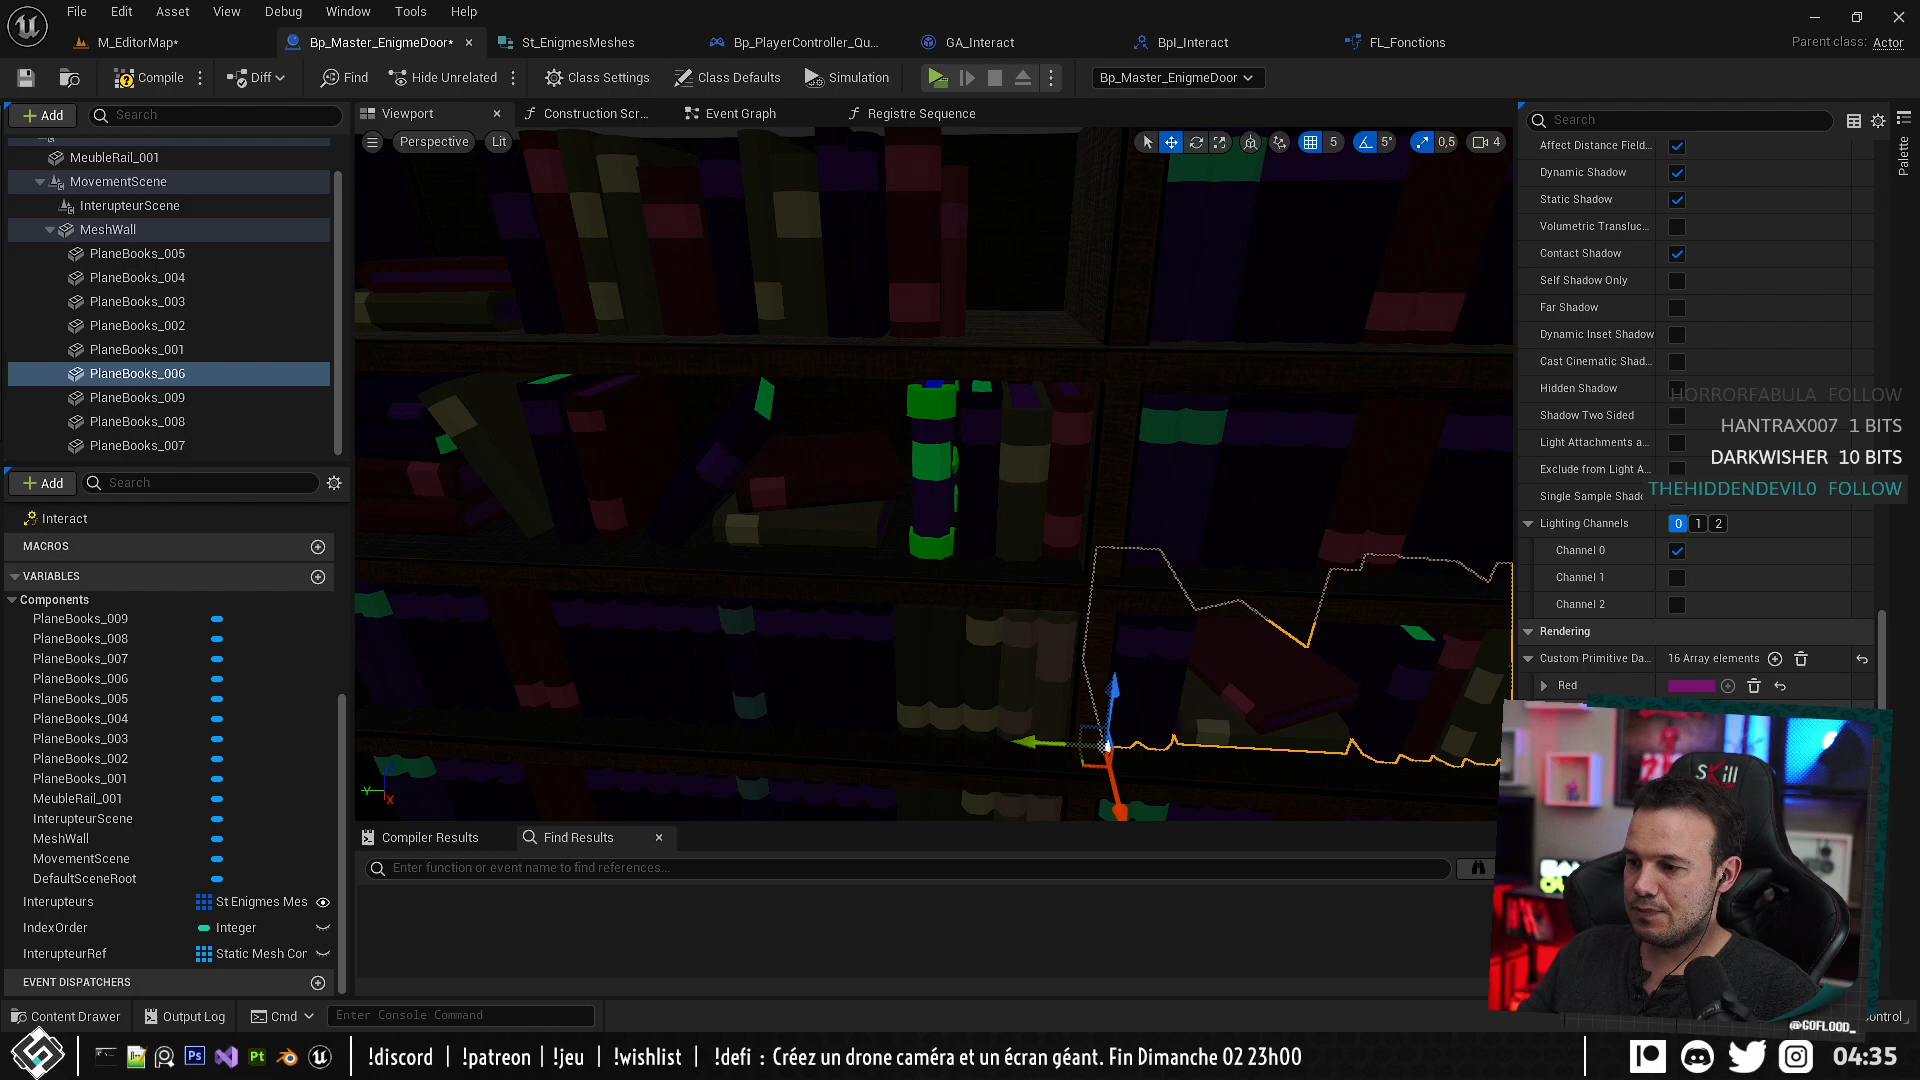 File Edit Asset View Debug Window Tools Help
M_EditorMap* Bp_Master_EnigmeDoor* St_EnigmesMeshes Bp_PlayerController_Qu... GA_Interact BpI_Interact FL_Fonctions Parent class: Actor
Compile Diff Find Hide Unrelated Class Settings Class Defaults Simulation Bp_Master_EnigmeDoor
Add Search Viewport Construction Scr... Event Graph Registre Sequence Search
Perspective Lit 5 5° 0,5 4
Palette
MeubleRail_001
MovementScene
InterupteurScene
MeshWall
PlaneBooks_005
PlaneBooks_004
PlaneBooks_003
PlaneBooks_002
PlaneBooks_001
PlaneBooks_006
PlaneBooks_009
PlaneBooks_008
PlaneBooks_007
Add Search
Interact
MACROS
VARIABLES
Components
PlaneBooks_009
PlaneBooks_008
PlaneBooks_007
PlaneBooks_006
PlaneBooks_005
PlaneBooks_004
PlaneBooks_003
PlaneBooks_002
PlaneBooks_001
MeubleRail_001
InterupteurScene
MeshWall
MovementScene
DefaultSceneRoot
Interupteurs St Enigmes Mes
IndexOrder Integer
InterupteurRef Static Mesh Cor
EVENT DISPATCHERS
Y Z X
Compiler Results Find Results
Enter function or event name to find references...
Affect Distance Field...
Dynamic Shadow
Static Shadow
Volumetric Transluc...
Contact Shadow
Self Shadow Only
Far Shadow
Dynamic Inset Shadow
Cast Cinematic Shad...
Hidden Shadow
Shadow Two Sided
Light Attachments a...
Exclude from Light A...
Single Sample Shado
HORRORFABULA FOLLOW
HANTRAX007 1 BITS
DARKWISHER 10 BITS
THEHIDDENDEVIL0 FOLLOW
Lighting Channels 0 1 2
Channel 0
Channel 1
Channel 2
Rendering
Custom Primitive Da... 16 Array elements
Red
Skill
@GOFLOOD_
Content Drawer Output Log Cmd Enter Console Command ontrol
Ps Pt
!discord | !patreon | !jeu | !wishlist | !defi : Créez un drone caméra et un écran géant. Fin Dimanche 02 23h00
04:35